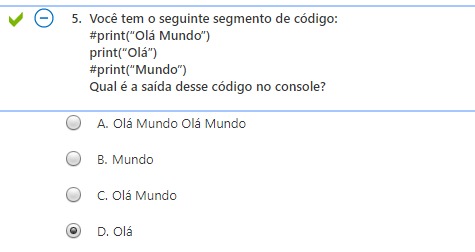 5. Você tem o seguinte segmento de código:
#print(“Olá Mundo”)
print(“Olá”)
#print(“Mundo”)
Qual é a saída desse código no console?
A. Olá Mundo Olá Mundo
B. Mundo
C. Olá Mundo
D. Olá